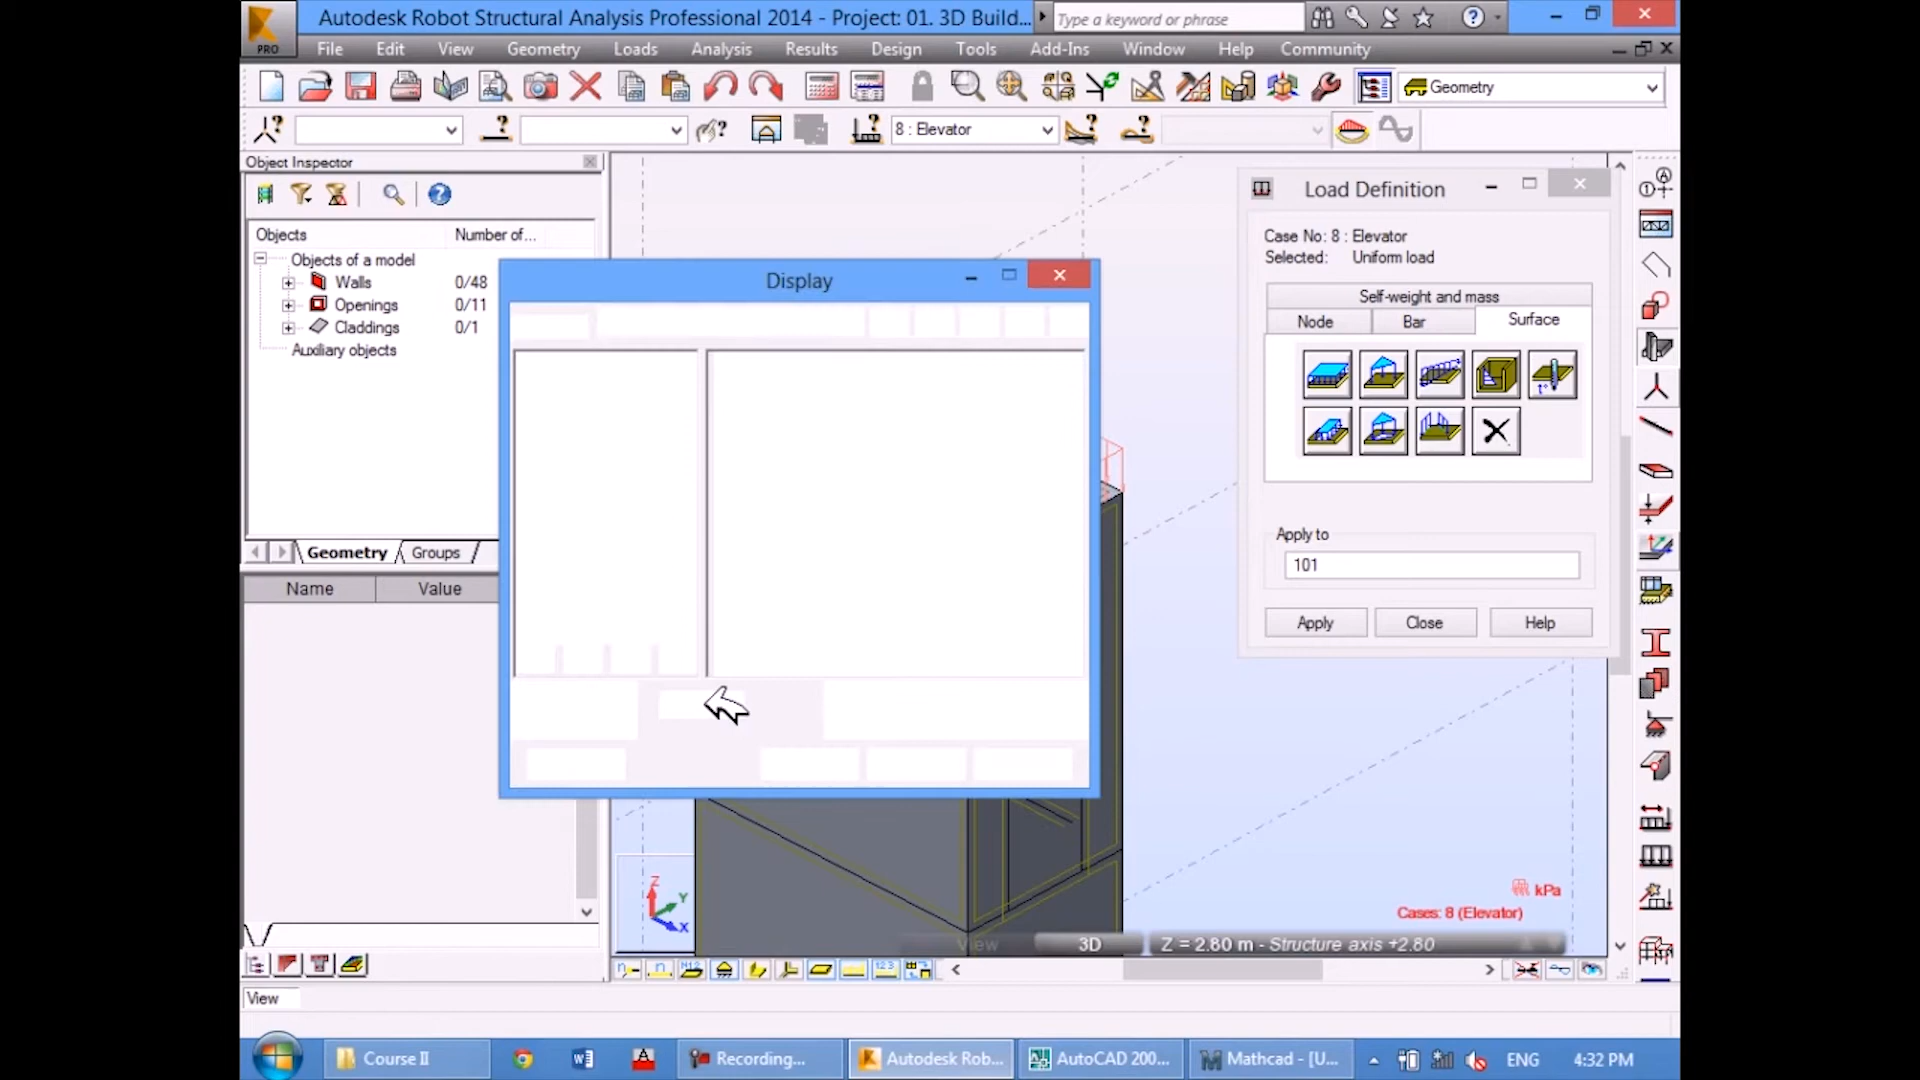 Autodesk Robot Structural Analysis Professional 2014 - Project: 01. 3D Build...
Type a keyword or phrase
PRO
File Edit View Geometry Loads Analysis Results Design Tools Add-Ins Window Help Community
Geometry
8 : Elevator
Object Inspector
Objects Number of...
Objects of a model
Walls 0/48
Openings 0/11
Claddings 0/1
Auxiliary objects
Geometry Groups
Name Value
Display
Load Definition
Case No: 8 : Elevator
Selected: Uniform load
Self-weight and mass
Node Bar Surface
Apply to
101
Apply Close Help
Z
Y
X
kPa
Cases: 8 (Elevator)
View 3D Z = 2.80 m - Structure axis +2.80
View
Course II
Recording...
Autodesk Rob...
AutoCAD 200...
Mathcad - [U...
ENG
4:32 PM